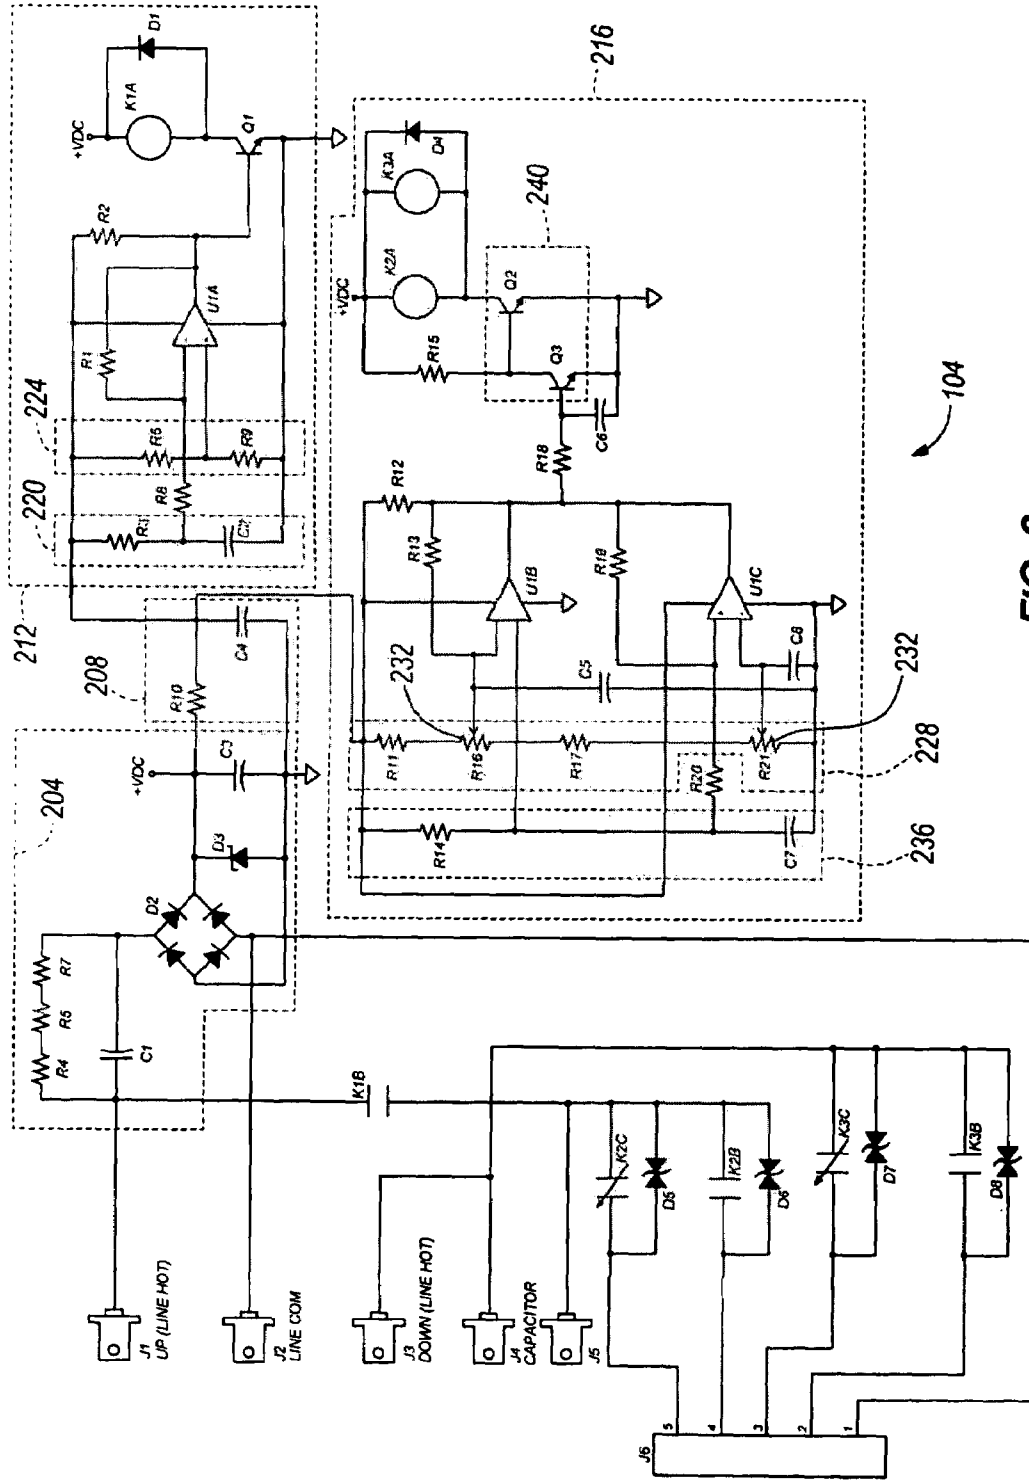 +VDC
K1A
D1
Q1
R2
U1A
R1
224
R6
R9
220
R8
R3
C2
212
208
C4
R10
+VDC
C3
204
D3
D2
R7
R5
R4
C1
216
D4
K3A
+VDC
K2A
240
Q2
R15
Q3
C6
R18
R12
R13
U1B
R19
U1C
232
C5
C8
232
R11
R16
R17
R20
R21
228
R14
C7
236
104
K1B
K2C
D5
K2B
D6
K3C
D7
K3B
D8
J1
UP (LINE HOT)
J2
LINE COM
J3
DOWN (LINE HOT)
J4
CAPACITOR
J5
J6
5
4
3
2
1